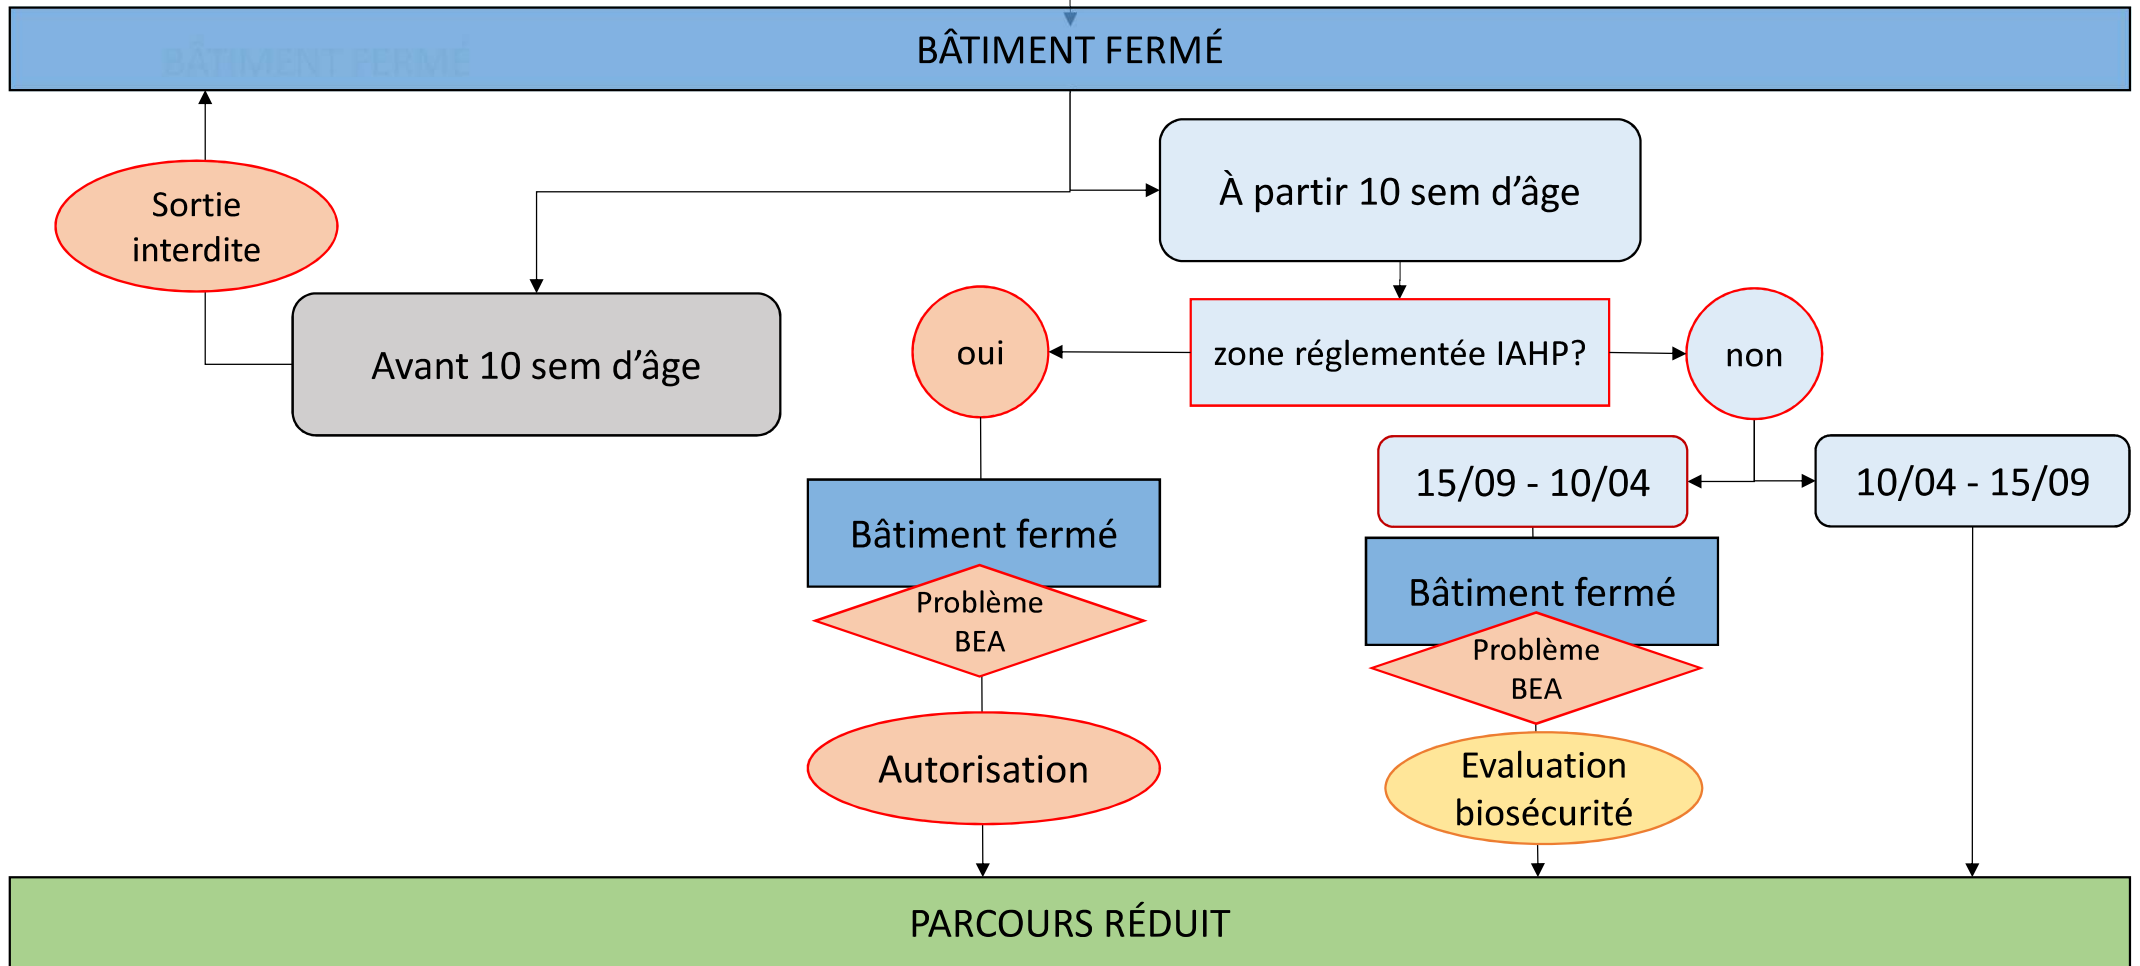 BÂTIMENT FERMÉ
BÂTIMENT FERMÉ
À partir 10 sem d’âge
Sortie
interdite
Avant 10 sem d’âge
oui
zone réglementée IAHP?
non
15/09 - 10/04
10/04 - 15/09
Bâtiment fermé
Problème
BEA
Bâtiment fermé
Problème
BEA
Autorisation
Evaluation
biosécurité
PARCOURS RÉDUIT